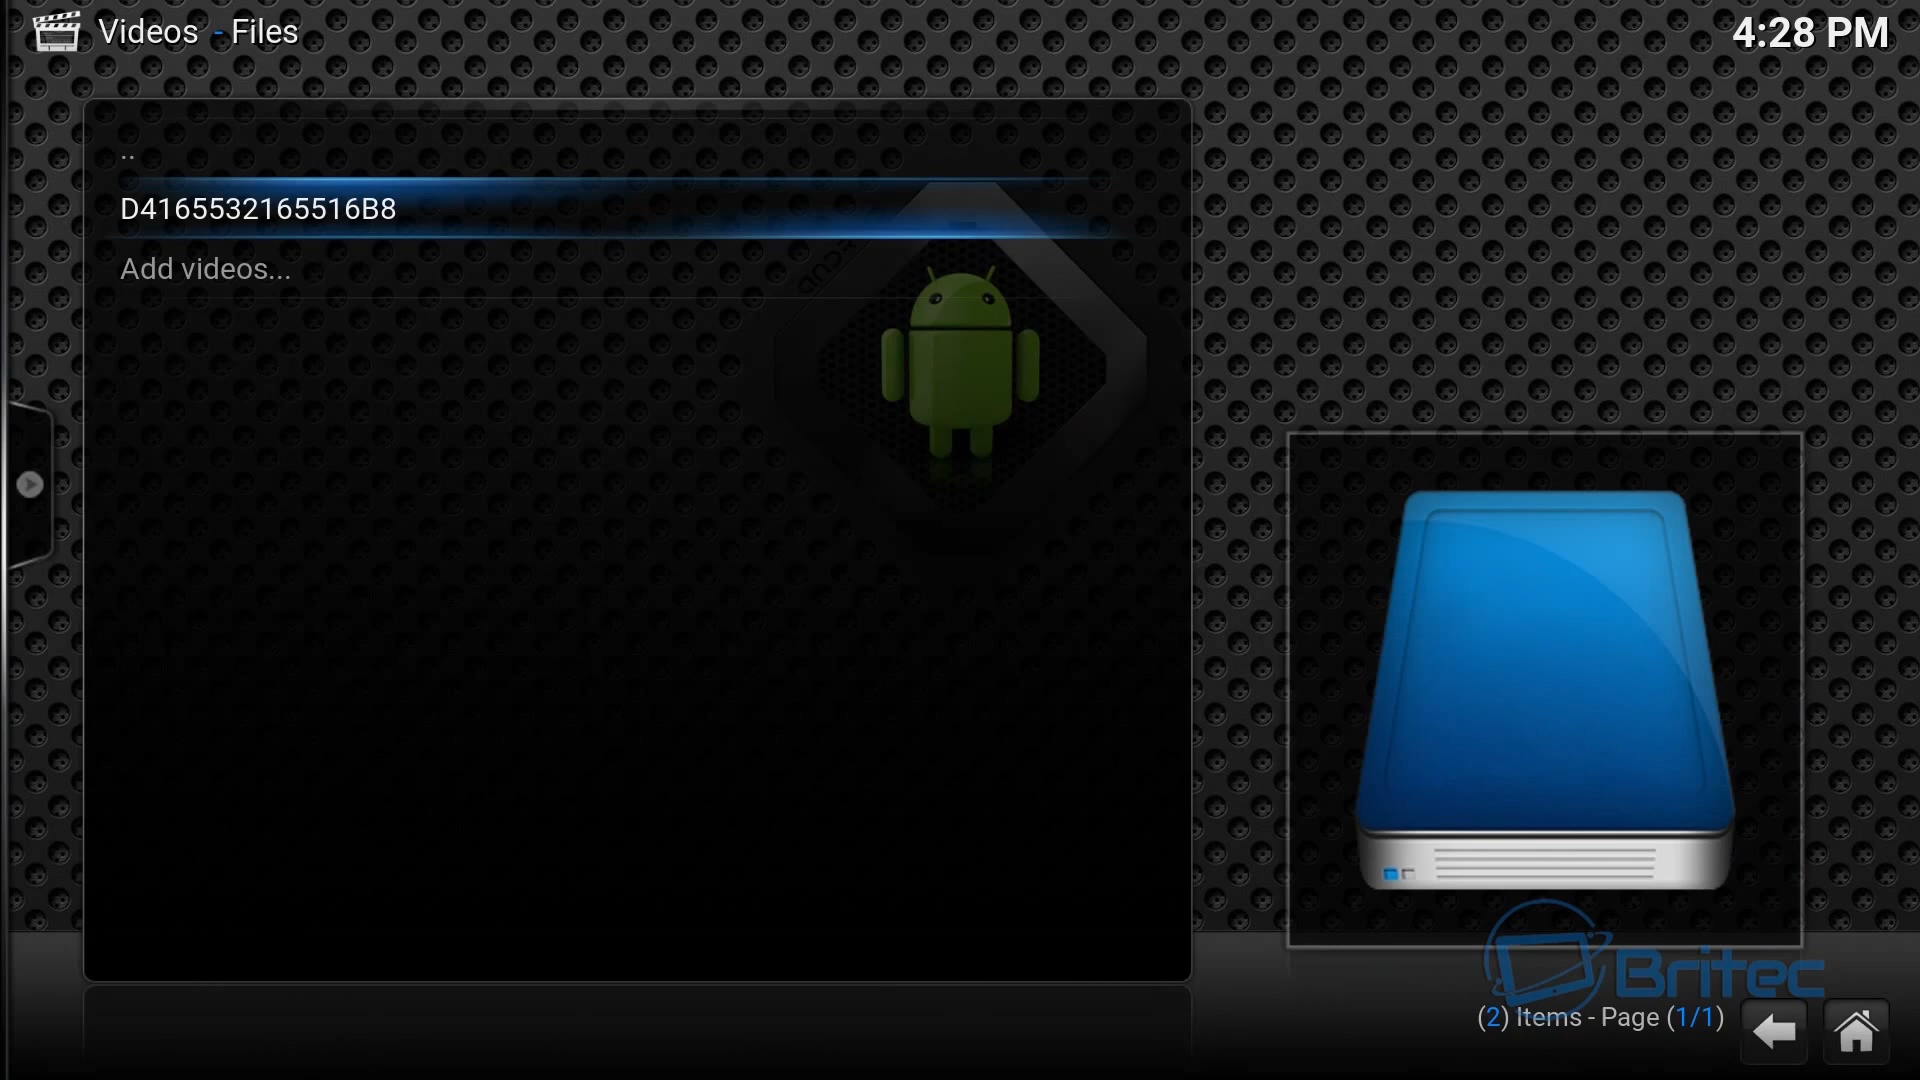 Videos - Files
4:28 PM
..
D4165532165516B8
Add videos...
Britec
(2) Items - Page (1/1)